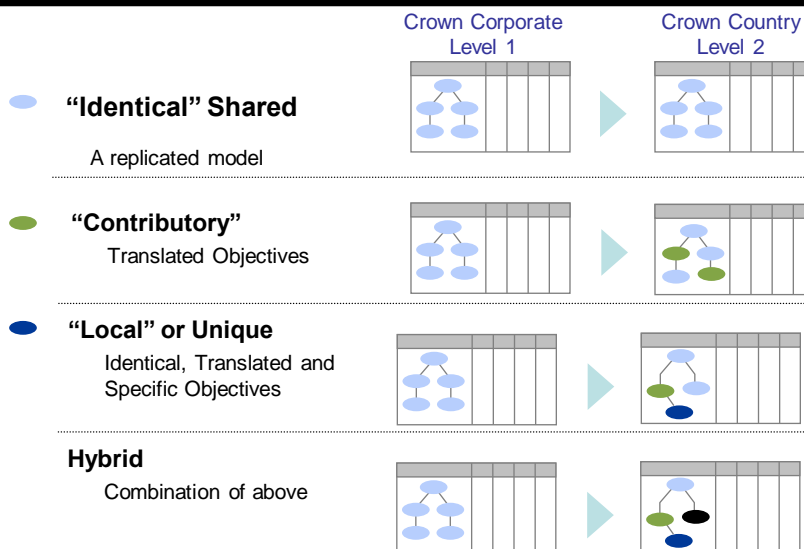 Crown Corporate
Level 1
Crown Country
Level 2
“Identical” Shared
A replicated model
“Contributory”
Translated Objectives
“Local” or Unique
Identical, Translated and
Specific Objectives
Hybrid
Combination of above